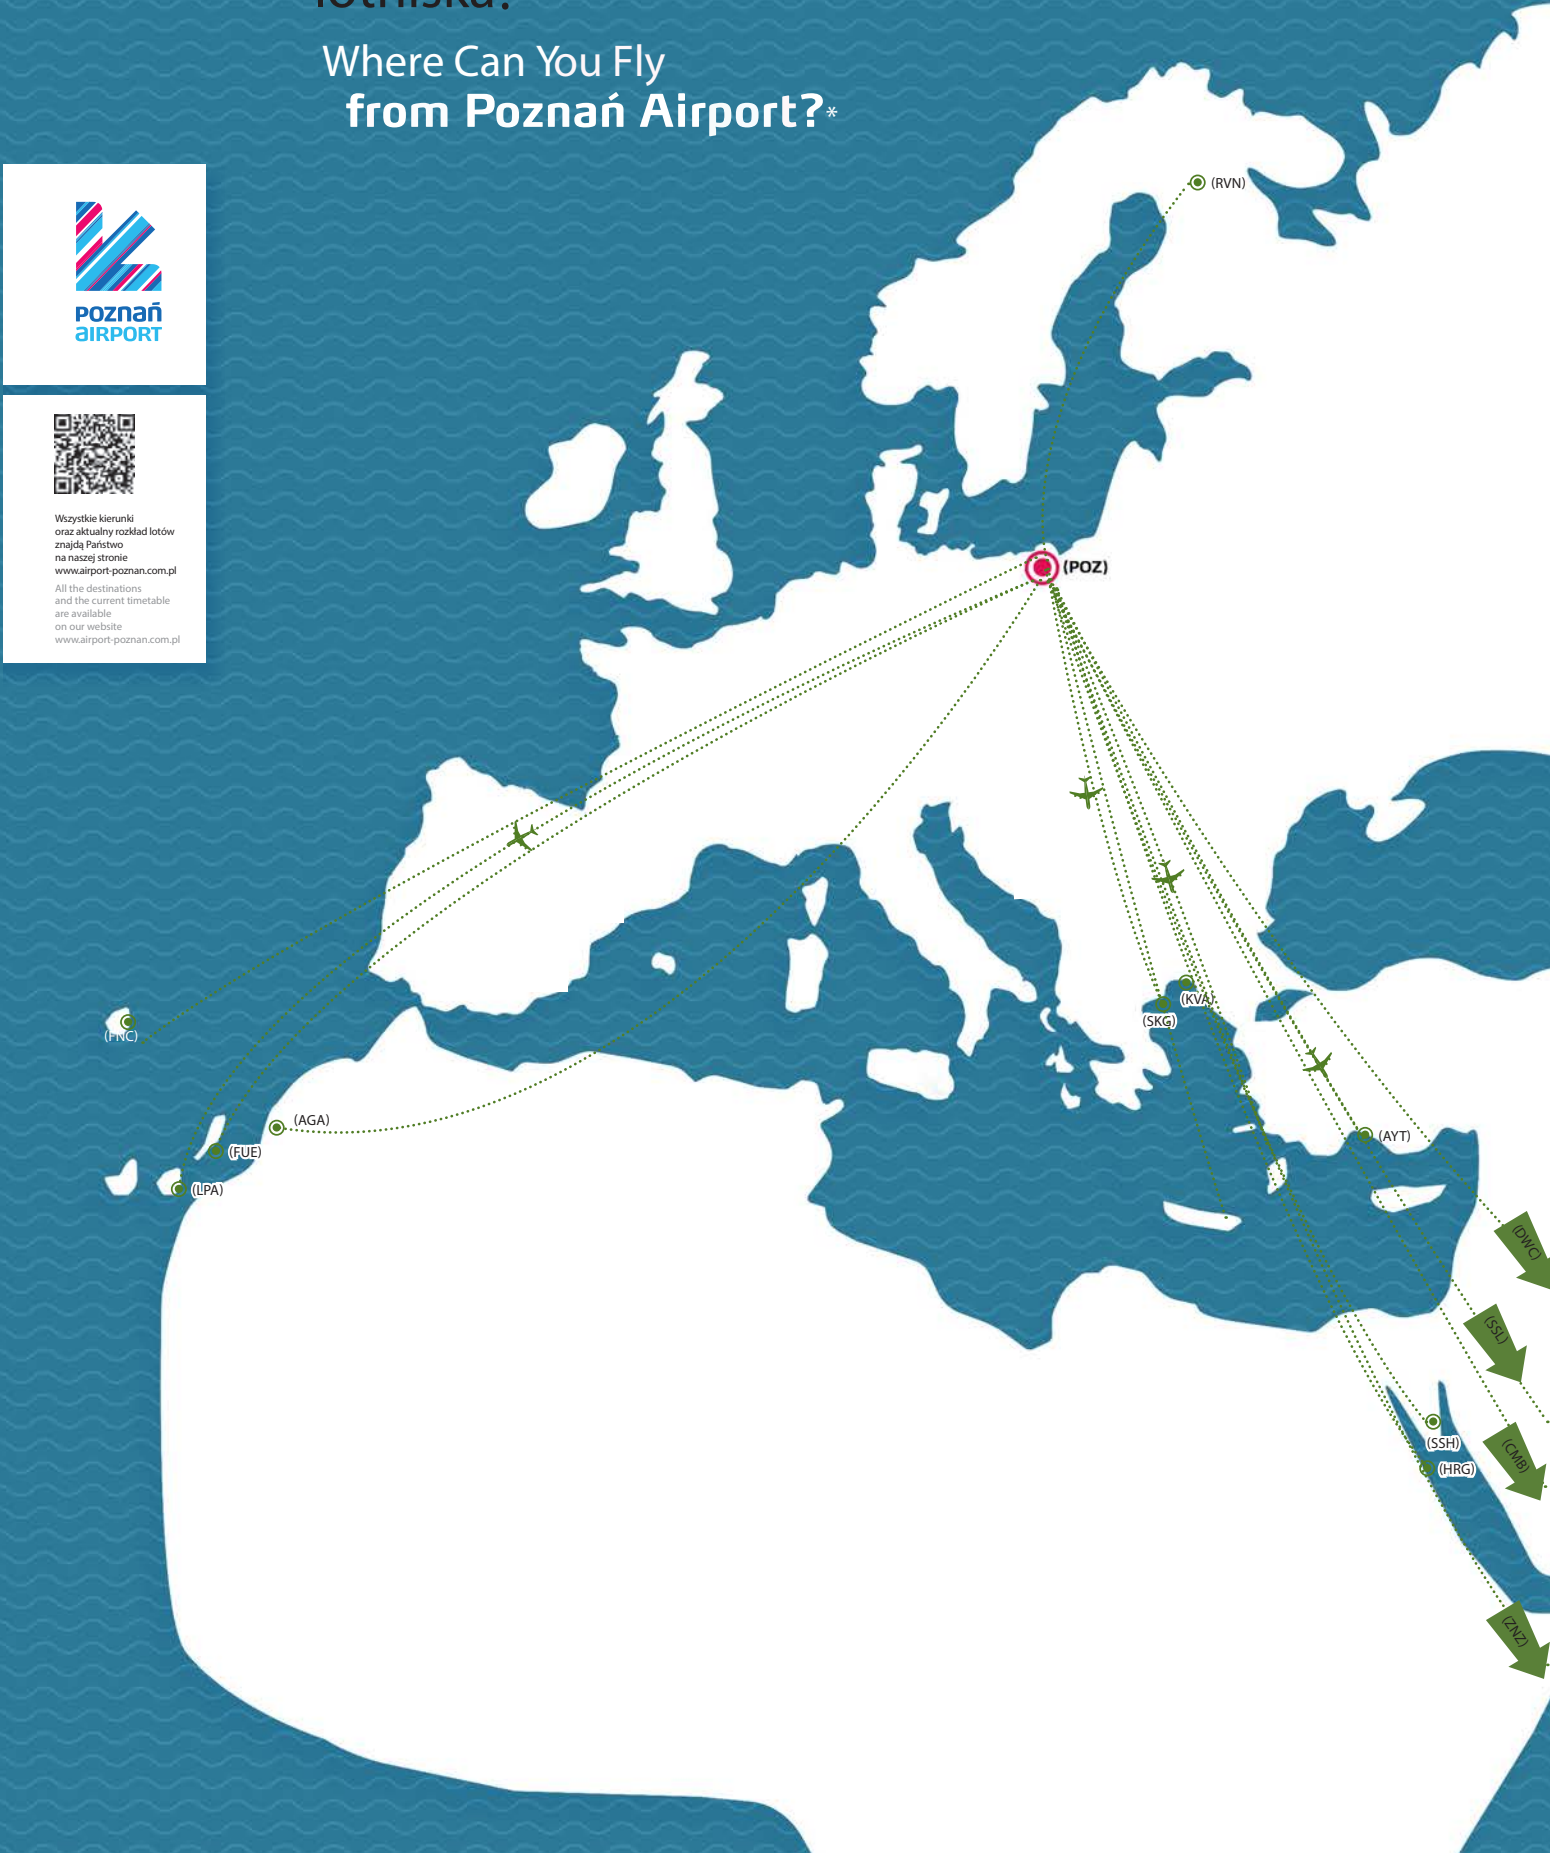 lotniska?
Where Can You Fly
from Poznań Airport?*
(RVN)
POZNAŃ
AIRPORT
Wszystkie kierunki
oraz aktualny rozkład lotów
znajdą Państwo
na naszej stronie
www.airport-poznan.com.pl
All the destinations
and the current timetable
are available
on our website
www.airport-poznan.com.pl
(POZ)
(KVA)
(SKG)
(FNC)
(AGA)
(AYT)
(FUE)
(LPA)
(DWC)
(SSL)
(SSH)
(CMB)
(HRG)
(ZNZ)